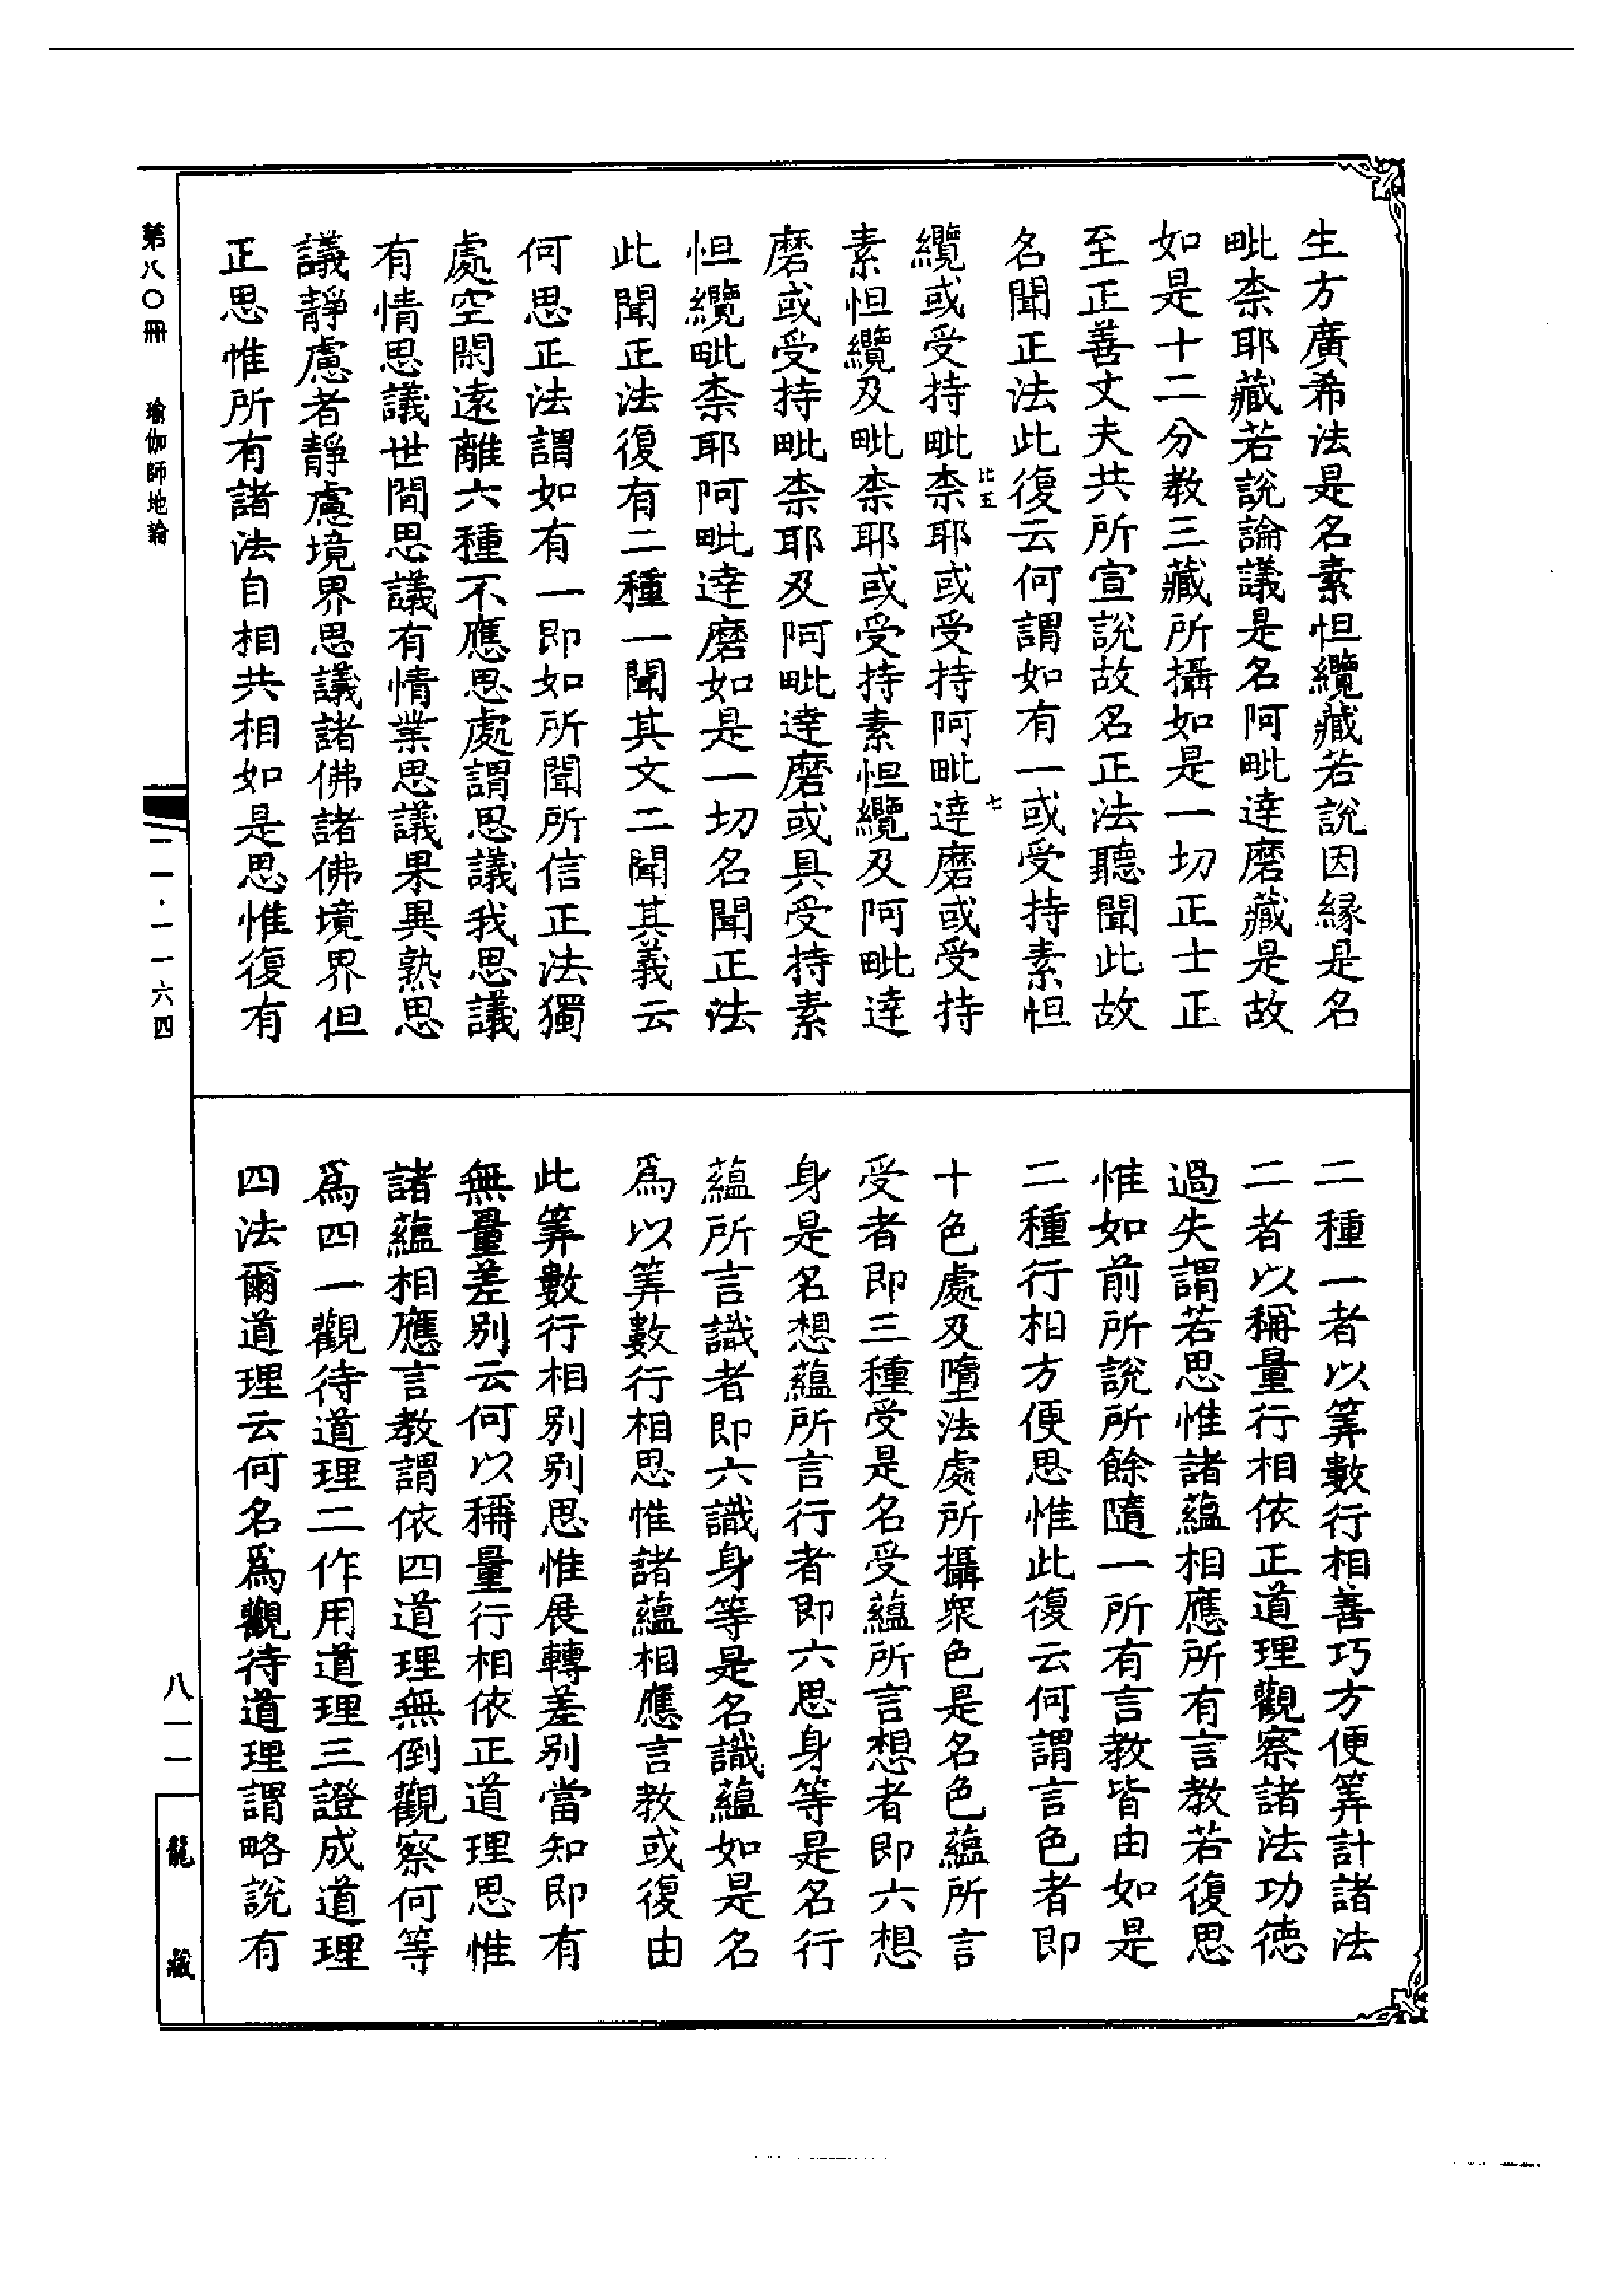 生方廣希法是名素怛纜藏若說因緣是名
毗柰耶藏若說論議是名阿毗達磨藏是故
如是十二分教三藏所攝如是一切正士正
至正善丈夫共所宣說故名正法聽聞此故
名聞正法此復云何謂如有一或受持素怛
比五
七
纜或受持毗柰耶或受持阿毗達磨或受持
素怛纜及毗柰耶或受持素怛纜及阿毗達
磨或受持毗柰耶及阿毗達磨或具受持素
怛纜毗柰耶阿毗達磨如是一切名聞正法
此聞正法復有二種一聞其文二聞其義云
何思正法謂如有一即如所聞所信正法獨
處空閑遠離六種不應思處謂思議我思議
有情思議世間思議有情業思議果異熟思
議靜慮者靜慮境界思議諸佛諸佛境界但
正思惟所有諸法自相共相如是思惟復有
二種一者以筭數行相善巧方便筭計諸法
二者以稱量行相依正道理觀察諸法功德
過失謂若思惟諸蘊相應所有言教若復思
惟如前所說所餘隨一所有言教皆由如是
二種行相方便思惟此復云何謂言色者即
十色處及墮法處所攝眾色是名色蘊所言
受者即三種受是名受蘊所言想者即六想
身是名想蘊所言行者即六思身等是名行
蘊所言識者即六識身等是名識蘊如是名
為以筭數行相思惟諸蘊相應言教或復由
此筭數行相別別思惟展轉差別當知即有
無量差別云何以稱量行相依正道理思惟
諸蘊相應言教謂依四道理無倒觀察何等
為四一觀待道理二作用道理三證成道理
四法爾道理云何名為觀待道理謂略說有
第八〇冊 瑜伽師地論
二一·一一六四
八一一
龍藏